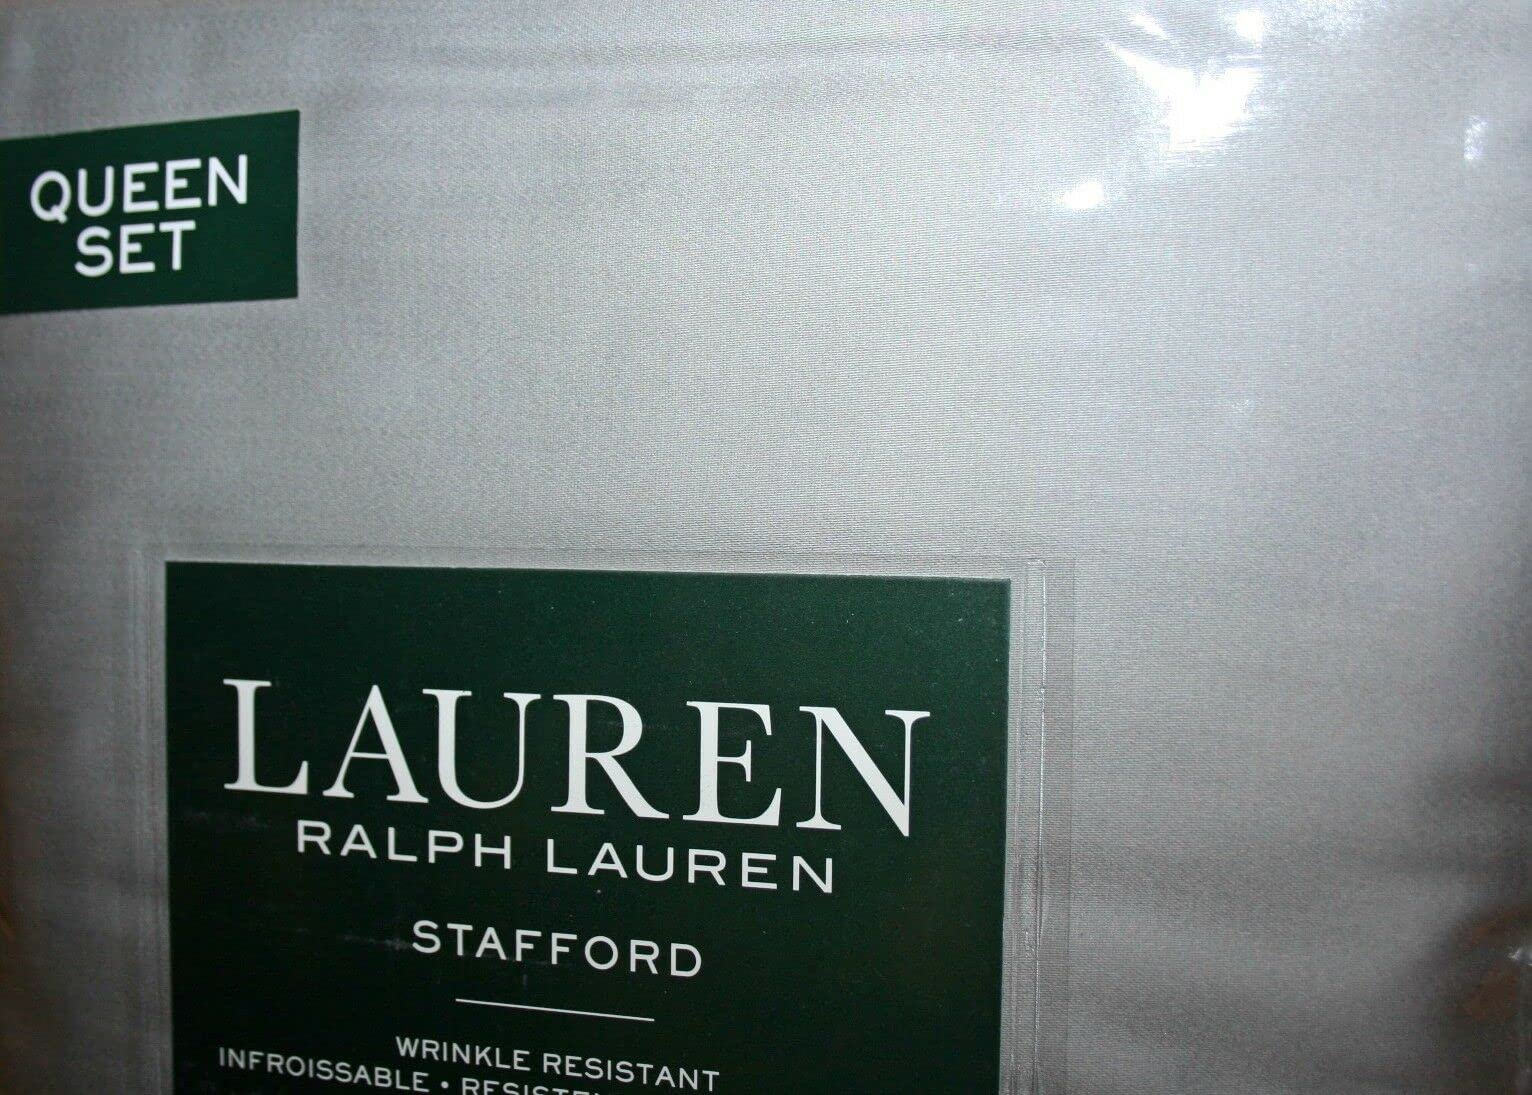 QUEEN
SET
LAUREN
RALPH LAUREN
STAFFORD
WRINKLE RESISTANT
INFROISSABLE •